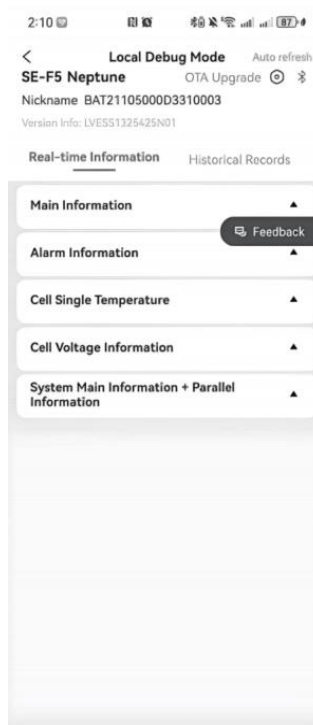 2:10 87
Local Debug Mode Auto refresh
SE-F5 Neptune OTA Upgrade
Nickname BAT21105000D3310003
Version Info: LVESS1325425N01
Real-time Information Historical Records
Main Information
Feedback
Alarm Information
Cell Single Temperature
Cell Voltage Information
System Main Information + Parallel
Information